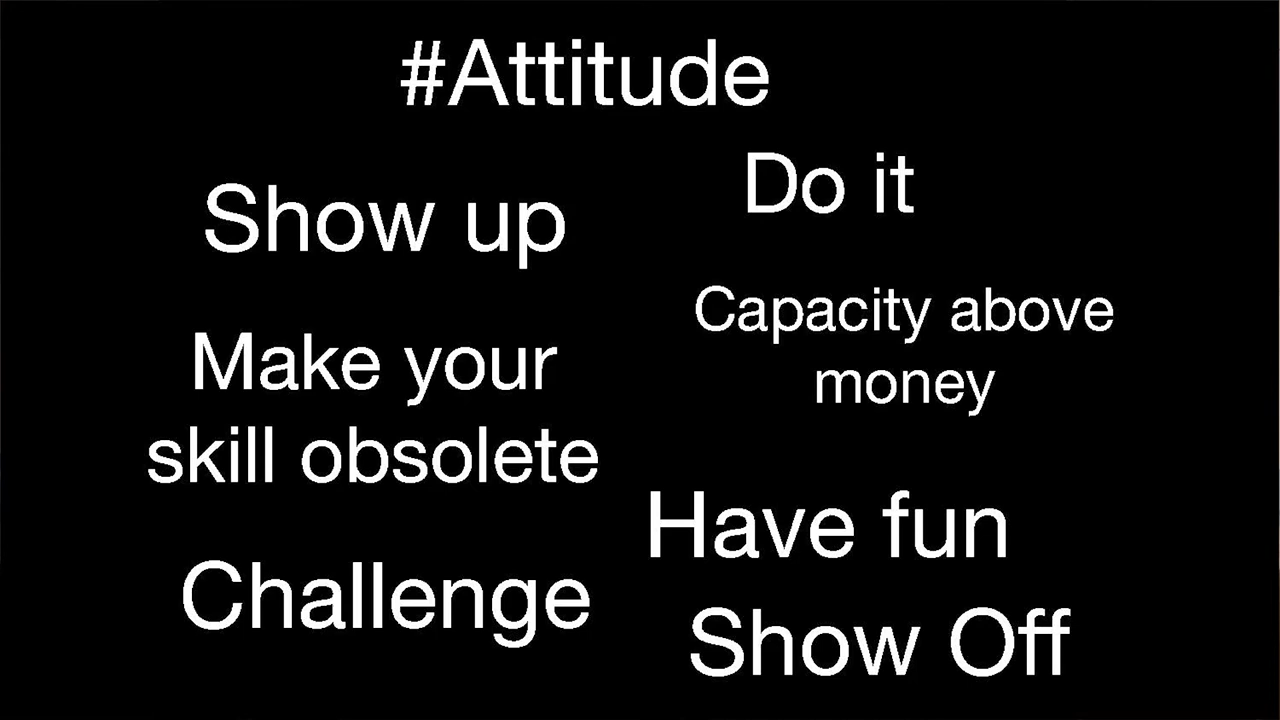 #Attitude
Show up
Do it
Make your
skill obsolete
Capacity above
money
Challenge
Have fun
Show Off